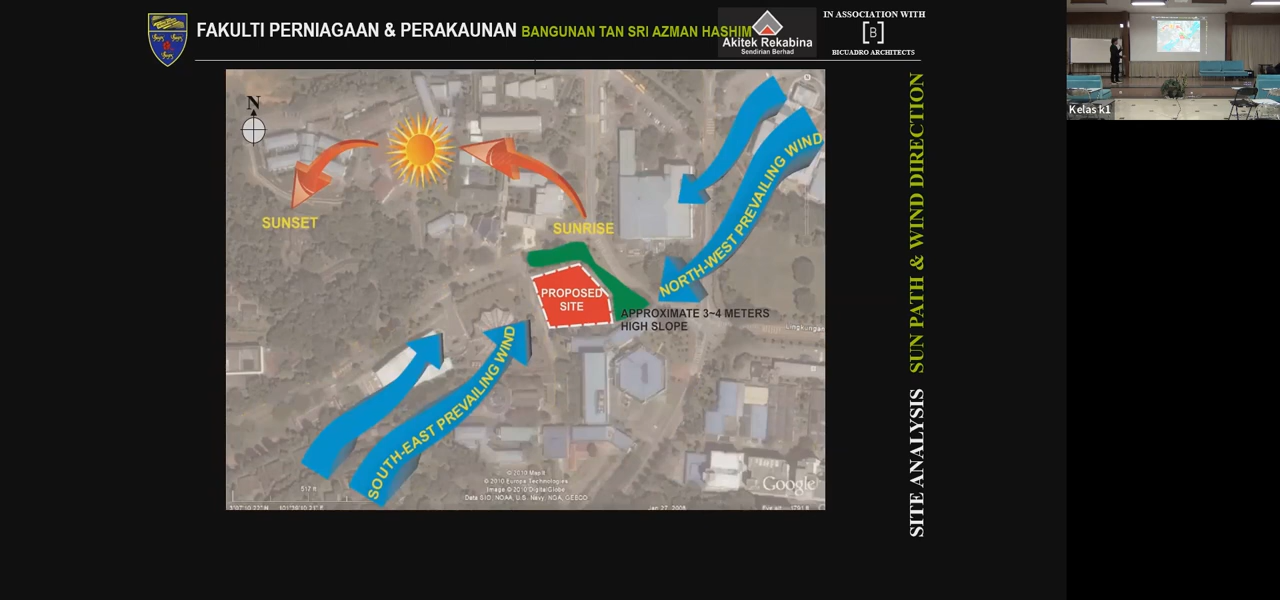 FAKULTI PERNIAGAAN & PERAKAUNAN BANGUNAN TAN SRI AZMAN HASHIM
Akitek Rekabina
Sendirian Berhad
IN ASSOCIATION WITH
B
BICUADRO ARCHITECTS
Kelas k1
N
SUNSET
SUNRISE
NORTH-WEST PREVAILING WIND
PROPOSED
SITE
APPROXIMATE 3~4 METERS
HIGH SLOPE
SOUTH-EAST PREVAILING WIND
SITE ANALYSIS SUN PATH & WIND DIRECTION
© 2010 Europa Technologies
Image © 2010 DigitalGlobe
Data SIO, NOAA, U.S. Navy, NGA, GEBCO
Google
517 ft